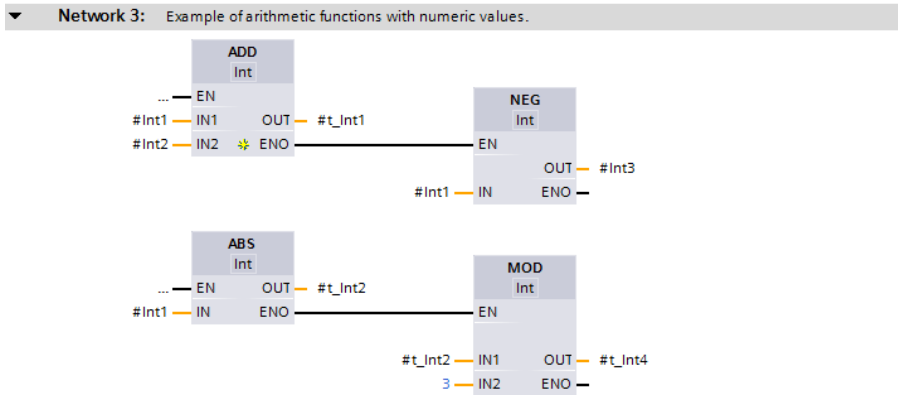 Network 3: Example of arithmetic functions with numeric values.
ADD
Int
... EN
#Int1 IN1 OUT #t_Int1
#Int2 IN2 ENO
NEG
Int
EN
OUT #Int3
#Int1 IN ENO
ABS
Int
... EN OUT #t_Int2
#Int1 IN ENO
MOD
Int
EN
#t_Int2 IN1 OUT #t_Int4
3 IN2 ENO